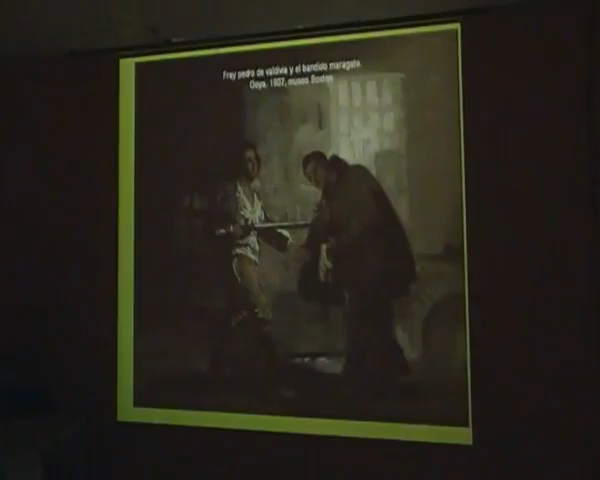 Fray pedro de valdivia y el bandido maragato.
Goya, 1807, museo Boston